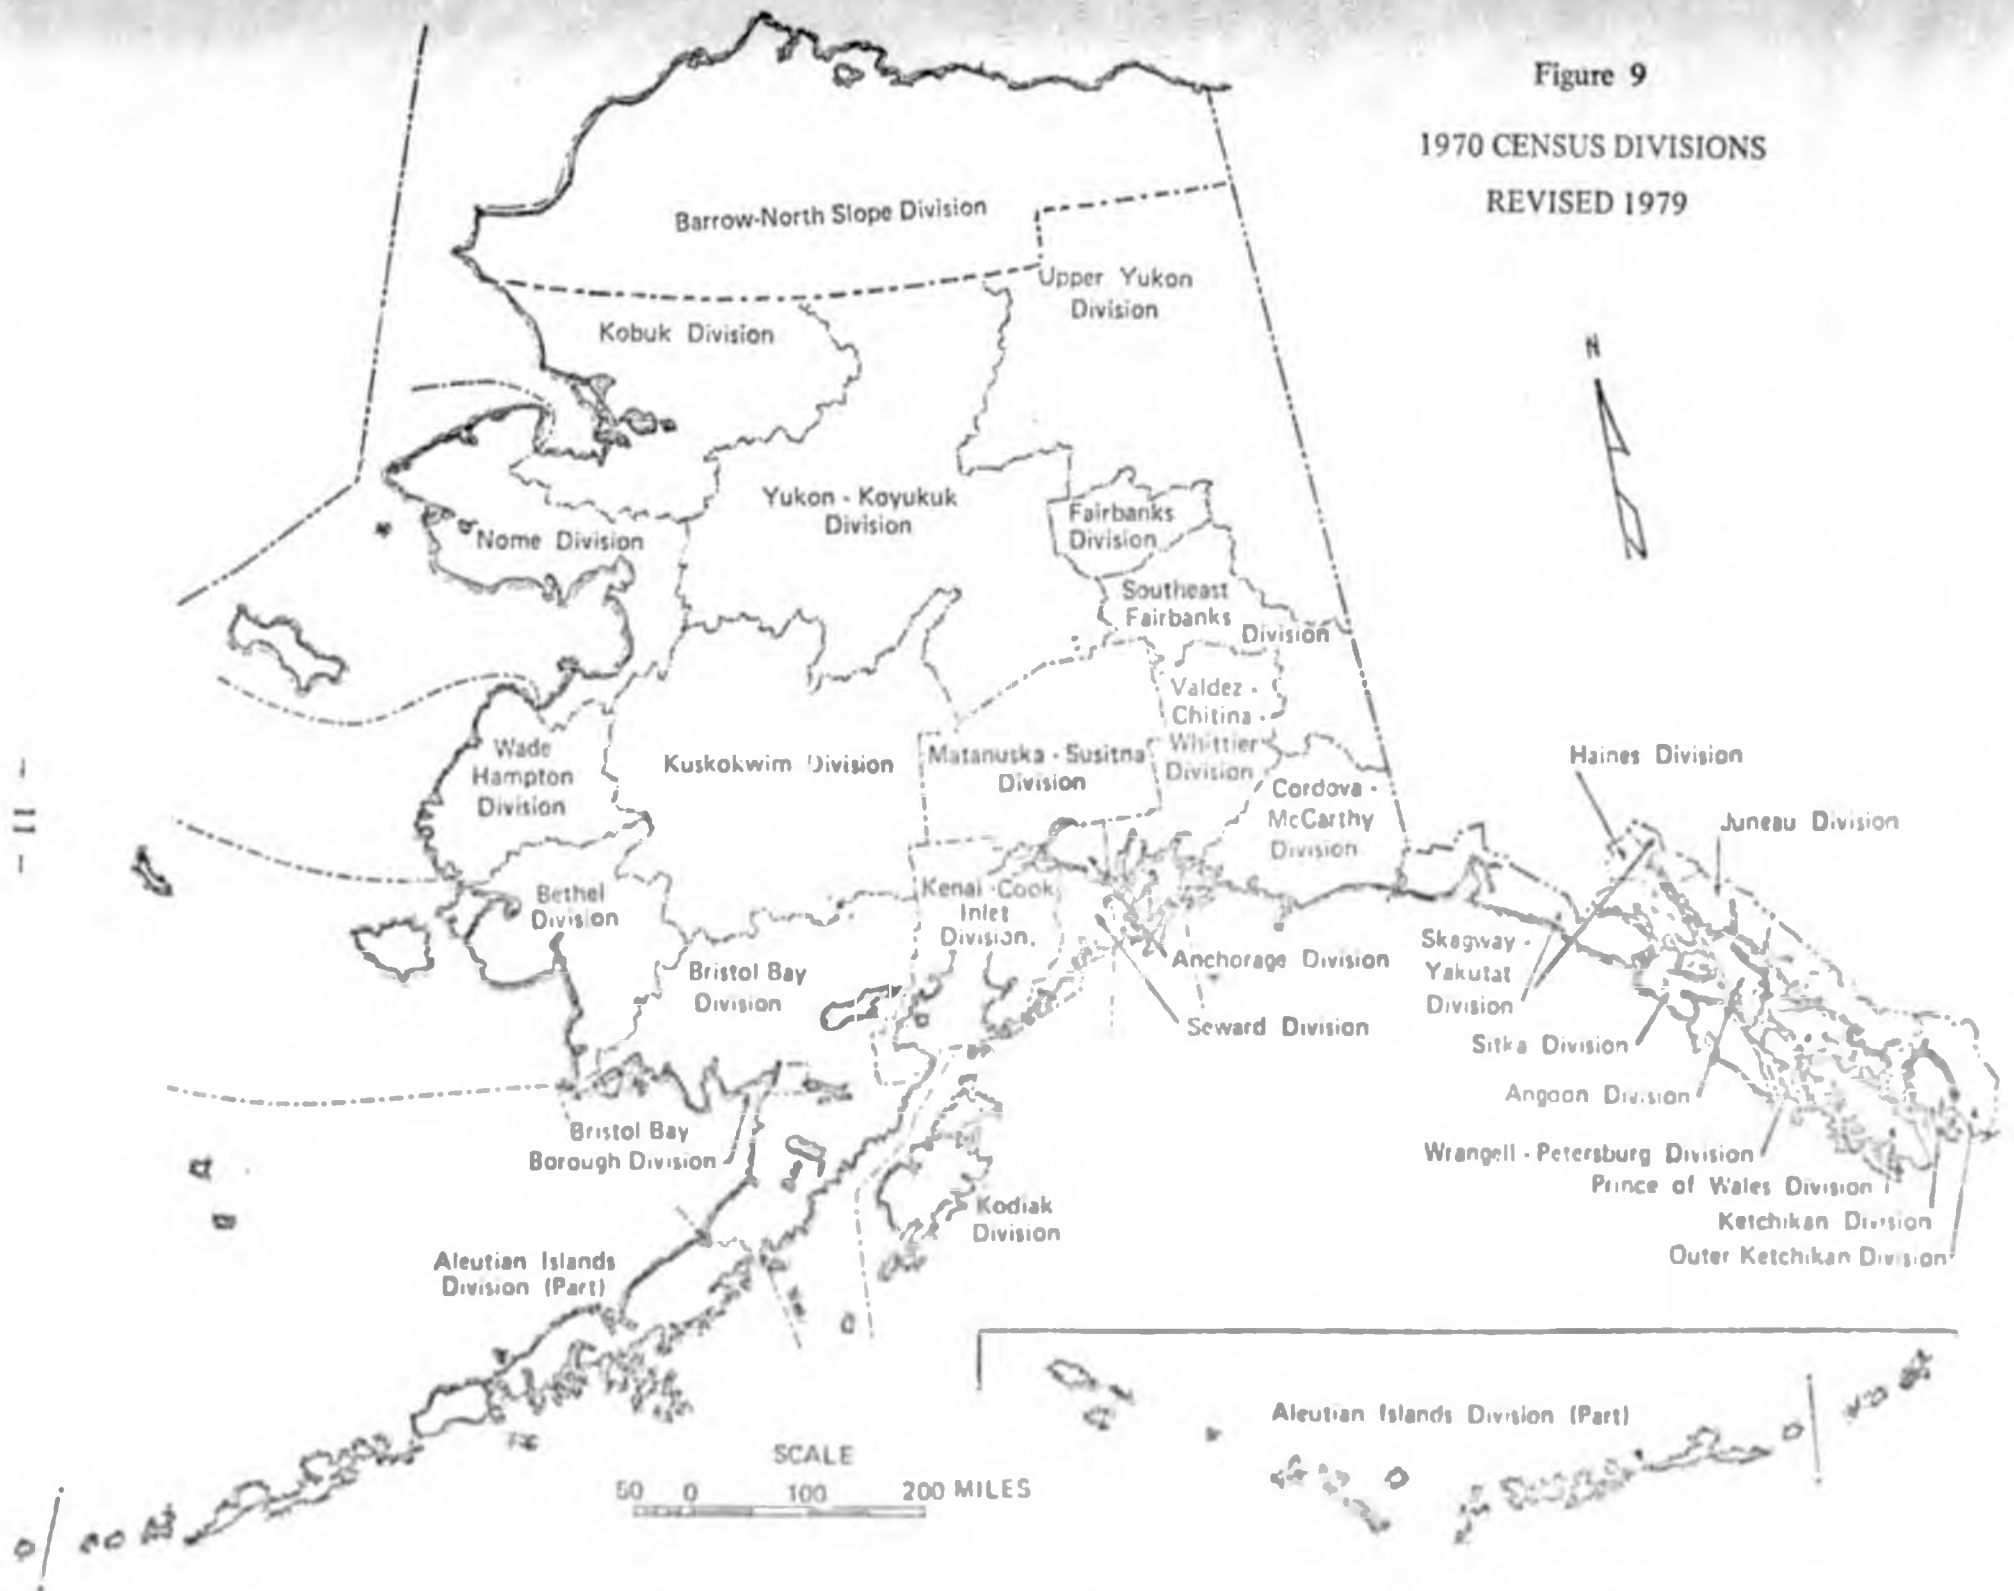 Figure 9
1970 CENSUS DIVISIONS
REVISED 1979
Barrow-North Slope Division
Upper Yukon
Division
Kobuk Division
N
Yukon - Koyukuk
Division
Fairbanks
Division
Nome Division
Southeast
Fairbanks
Division
Valdez -
Chitina -
Whittier
Division
Wade
Hampton
Division
Kuskokwim Division
Matanuska - Susitna
Division
Cordova -
McCarthy
Division
Haines Division
Juneau Division
- 11 -
Bethel
Division
Kenai - Cook
Inlet
Division
Bristol Bay
Division
Anchorage Division
Seward Division
Skagway -
Yakutat
Division
Sitka Division
Angoon Division
Bristol Bay
Borough Division
Wrangell - Petersburg Division
Prince of Wales Division
Ketchikan Division
Outer Ketchikan Division
Kodiak
Division
Aleutian Islands
Division (Part)
Aleutian Islands Division (Part)
SCALE
50 0 100 200 MILES